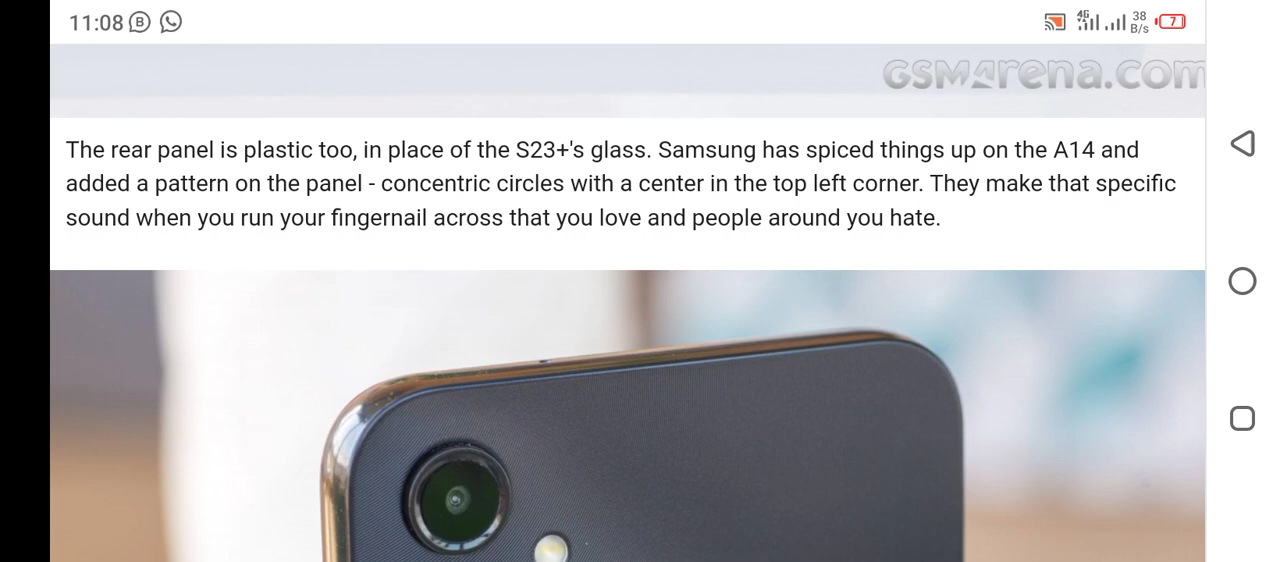 11:08 B
4G 38 B/s 7
GSMArena.com
The rear panel is plastic too, in place of the S23+'s glass. Samsung has spiced things up on the A14 and
added a pattern on the panel - concentric circles with a center in the top left corner. They make that specific
sound when you run your fingernail across that you love and people around you hate.